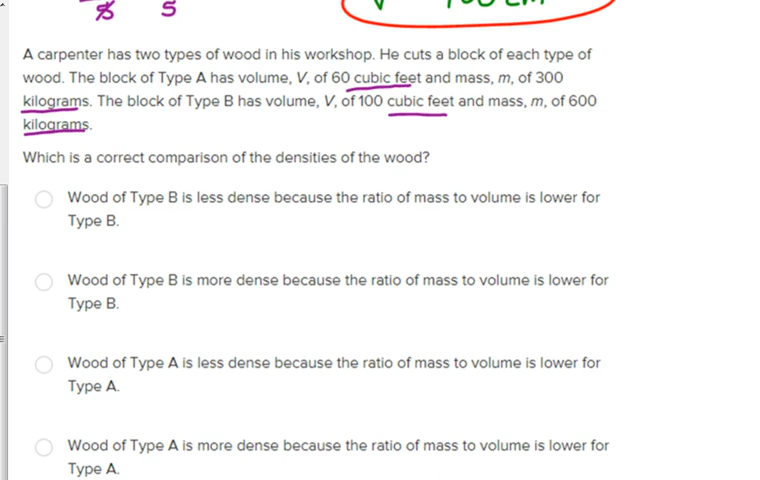 5
A carpenter has two types of wood in his workshop. He cuts a block of each type of
wood. The block of Type A has volume, V, of 60 cubic feet and mass, m, of 300
kilograms. The block of Type B has volume, V, of 100 cubic feet and mass, m, of 600
kilograms.
Which is a correct comparison of the densities of the wood?
Wood of Type B is less dense because the ratio of mass to volume is lower for
Type B.
Wood of Type B is more dense because the ratio of mass to volume is lower for
Type B.
Wood of Type A is less dense because the ratio of mass to volume is lower for
Type A.
Wood of Type A is more dense because the ratio of mass to volume is lower for
Type A.